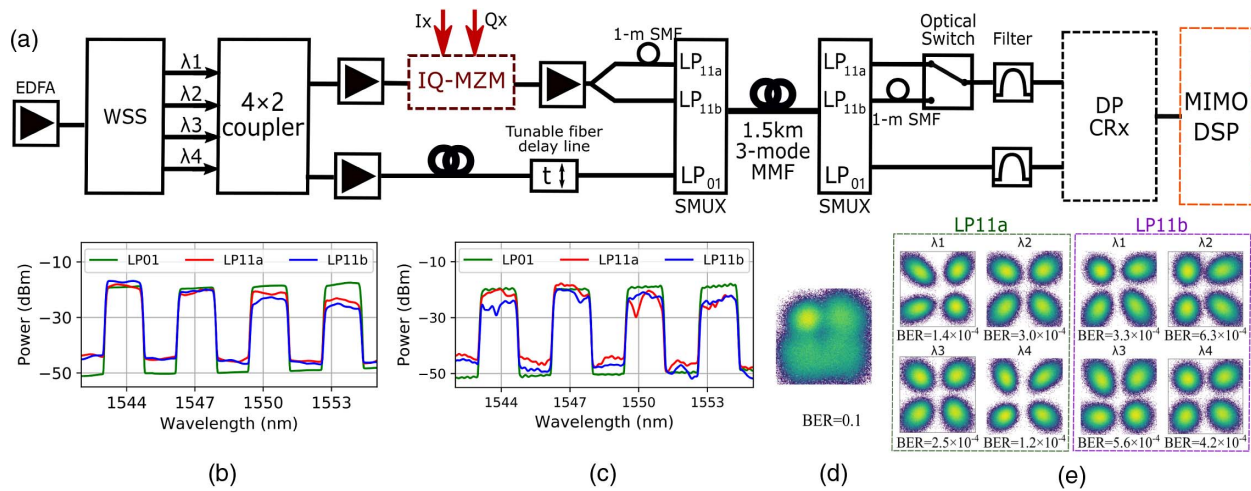 (a)
EDFA
WSS
λ1
λ2
λ3
λ4
4×2
coupler
Ix
Qx
IQ-MZM
1-m SMF
Tunable fiber
delay line
t
LP11a
LP11b
LP01
SMUX
1.5km
3-mode
MMF
LP11a
LP11b
LP01
SMUX
1-m SMF
Optical
Switch
Filter
DP
CRx
MIMO
DSP
LP01 LP11a LP11b
Power (dBm)
−10
−30
−50
1544 1547 1550 1553
Wavelength (nm)
(b)
LP01 LP11a LP11b
Power (dBm)
−10
−30
−50
1544 1547 1550 1553
Wavelength (nm)
(c)
BER=0.1
(d)
LP11a
λ1 λ2
BER=1.4×10⁻⁴ BER=3.0×10⁻⁴
λ3 λ4
BER=2.5×10⁻⁴ BER=1.2×10⁻⁴
LP11b
λ1 λ2
BER=3.3×10⁻⁴ BER=6.3×10⁻⁴
λ3 λ4
BER=5.6×10⁻⁴ BER=4.2×10⁻⁴
(e)